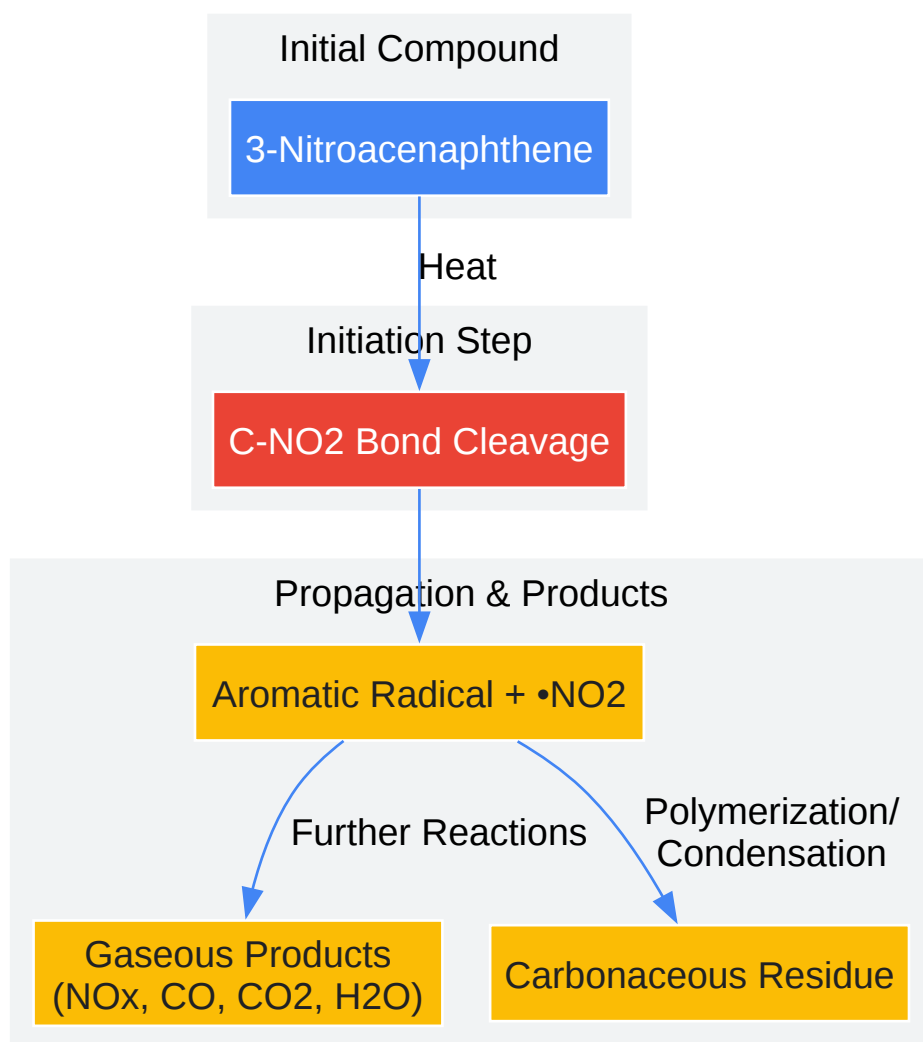 Initial Compound
3-Nitroacenaphthene
Heat
Initiation Step
C-NO2 Bond Cleavage
Propagation & Products
Aromatic Radical + •NO2
Further Reactions
Polymerization/
Condensation
Gaseous Products
(NOx, CO, CO2, H2O)
Carbonaceous Residue